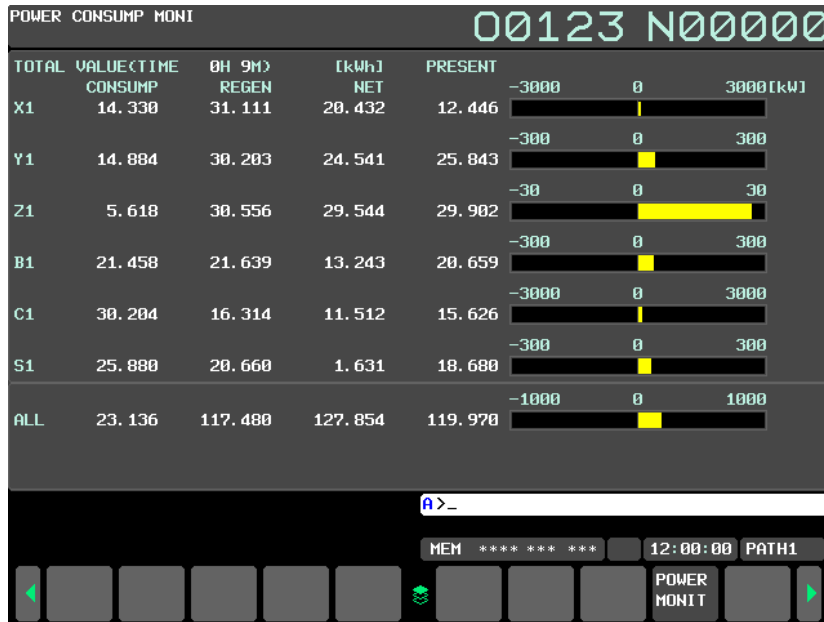 POWER CONSUMP MONI
O0123 N00000
TOTAL VALUE(TIME 0H 9M) [kWh] PRESENT
CONSUMP REGEN NET -3000 0 3000[kW]
X1 14.330 31.111 20.432 12.446
-300 0 300
Y1 14.884 30.203 24.541 25.843
-30 0 30
Z1 5.618 30.556 29.544 29.902
-300 0 300
B1 21.458 21.639 13.243 20.659
-3000 0 3000
C1 30.204 16.314 11.512 15.626
-300 0 300
S1 25.880 20.660 1.631 18.680
-1000 0 1000
ALL 23.136 117.480 127.854 119.970
A>_
MEM **** *** *** 12:00:00 PATH1
POWER
MONIT